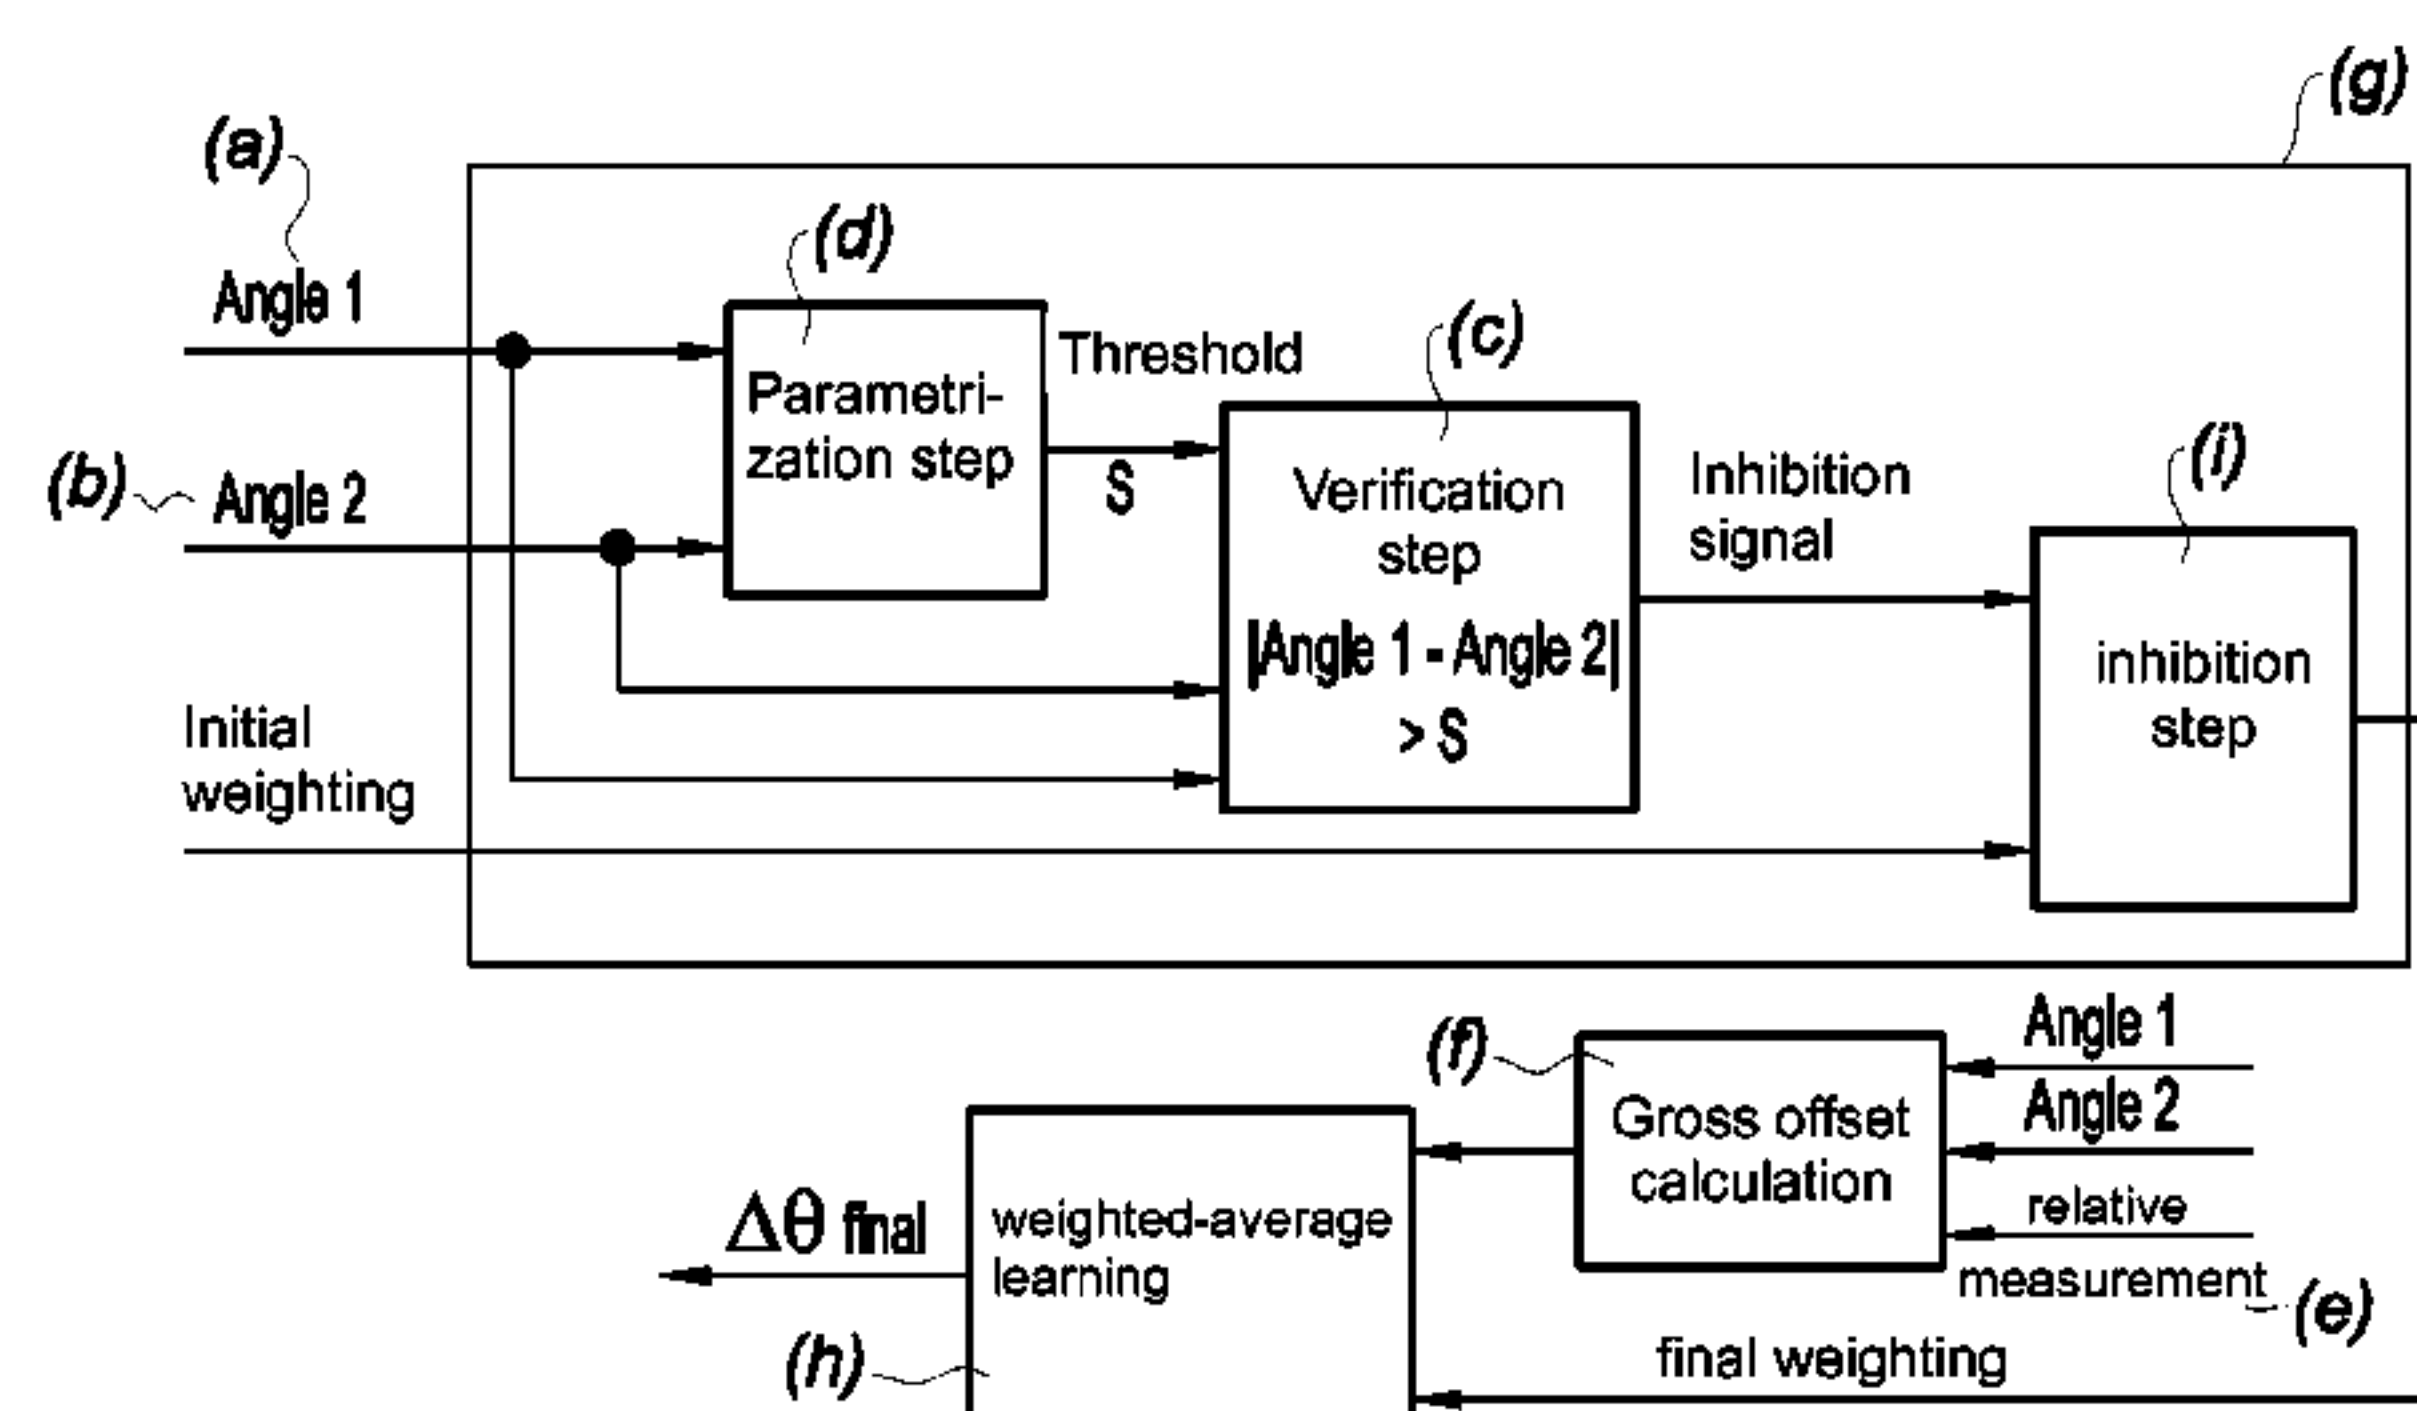 (g)
(a)
(d)
Angle 1
(c)
Threshold
Parametri-
zation step
(i)
(b)
Angle 2
S
Verification
step
Inhibition
signal
|Angle 1 - Angle 2|
> S
inhibition
step
Initial
weighting
Angle 1
(f)
Angle 2
Gross offset
calculation
relative
measurement
(e)
Δθ final
weighted-average
learning
(h)
final weighting